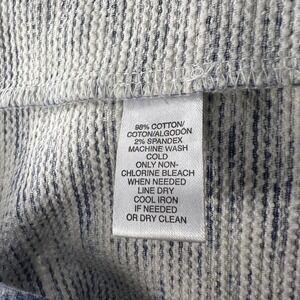 98% COTTON/
COTON/ALGODÓN
2% SPANDEX
MACHINE WASH
COLD
ONLY NON-
CHLORINE BLEACH
WHEN NEEDED
LINE DRY
COOL IRON
IF NEEDED
OR DRY CLEAN